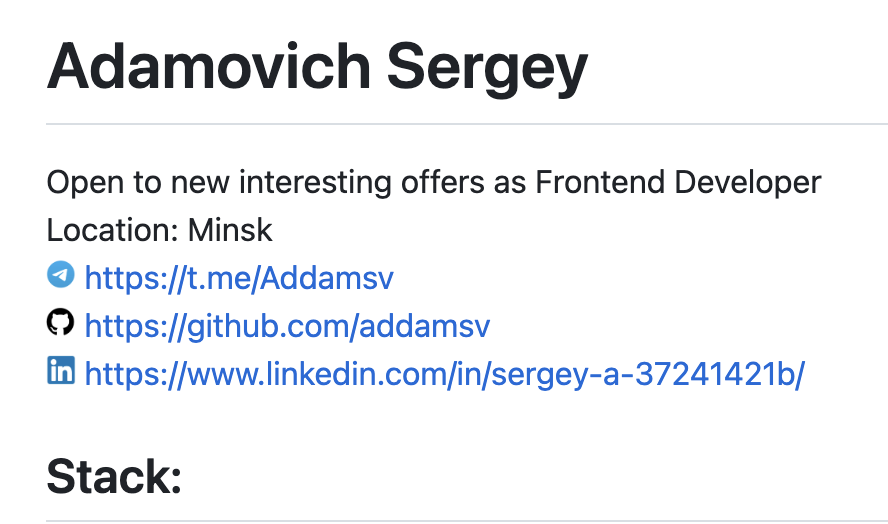 Adamovich Sergey
Open to new interesting offers as Frontend Developer
Location: Minsk
https://t.me/Addamsv
https://github.com/addamsv
in https://www.linkedin.com/in/sergey-a-37241421b/
Stack: